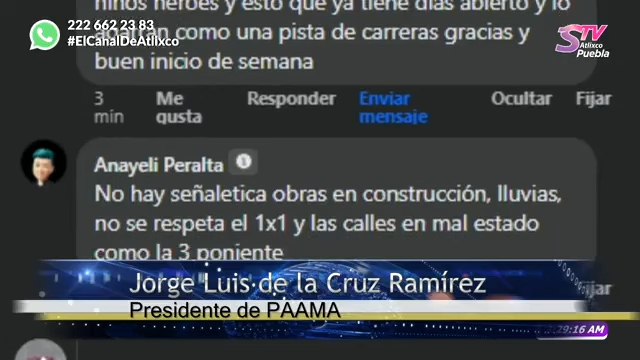 222 662 23 83
#ElCanalDeAtlixco
STV
Atlixco
Puebla
niños héroes y esto que ya tiene días abierto y lo
como una pista de carreras gracias y
buen inicio de semana
3 min
Me gusta
Responder
Enviar mensaje
Ocultar
Fijar
Anayeli Peralta
No hay señaletica obras en construcción, lluvias,
no se respeta el 1x1 y las calles en mal estado
como la 3 poniente
Jorge Luis de la Cruz Ramírez
Presidente de PAAMA
:29:16 AM